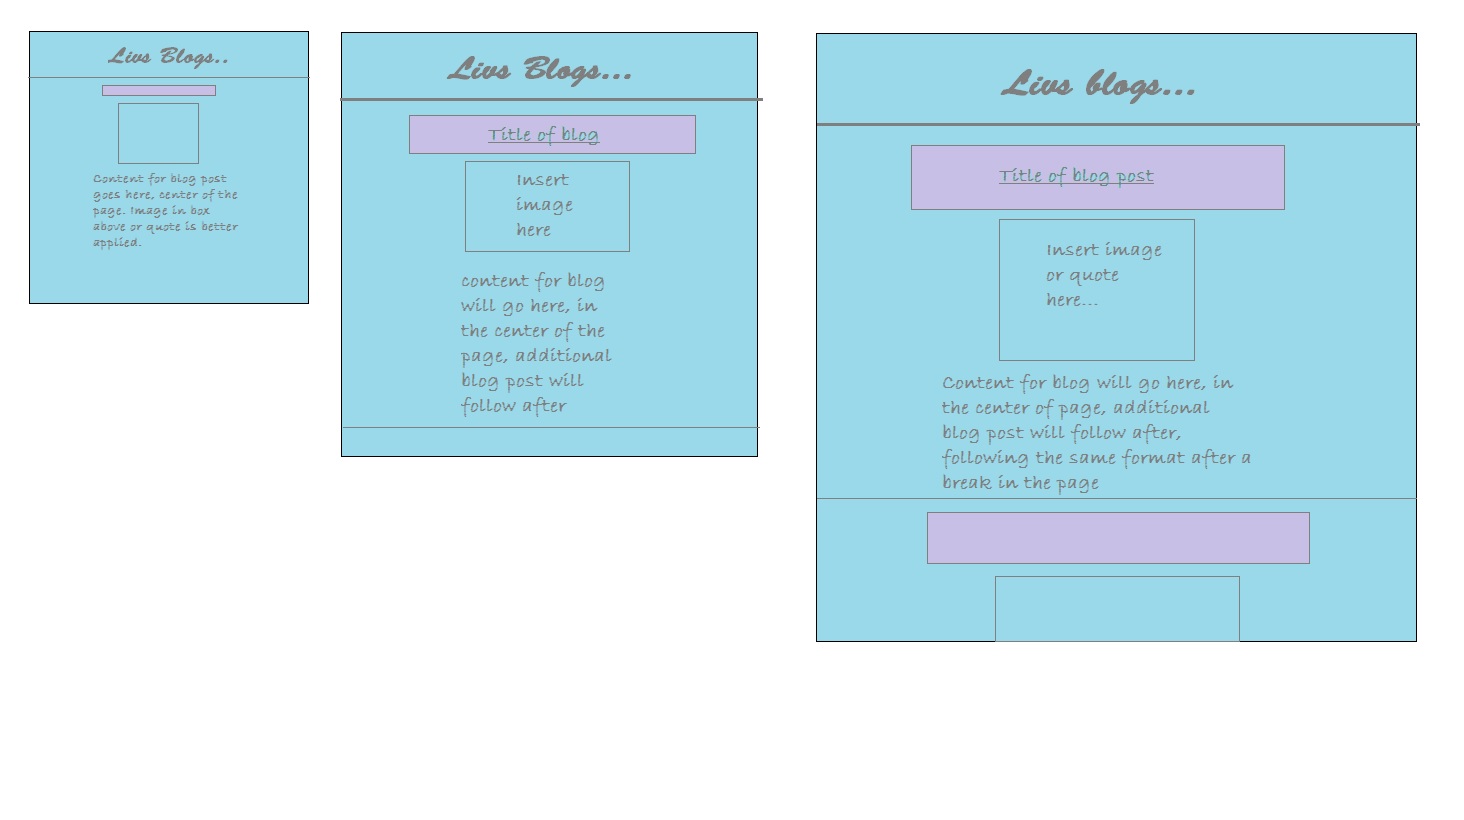 Livs Blogs..
Content for blog post
goes here, center of the
page. Image in box
above or quote is better
applied.
Livs Blogs...
Title of blog
Insert
image
here
content for blog
will go here, in
the center of the
page, additional
blog post will
follow after
Livs blogs...
Title of blog post
Insert image
or quote
here...
Content for blog will go here, in
the center of page, additional
blog post will follow after,
following the same format after a
break in the page